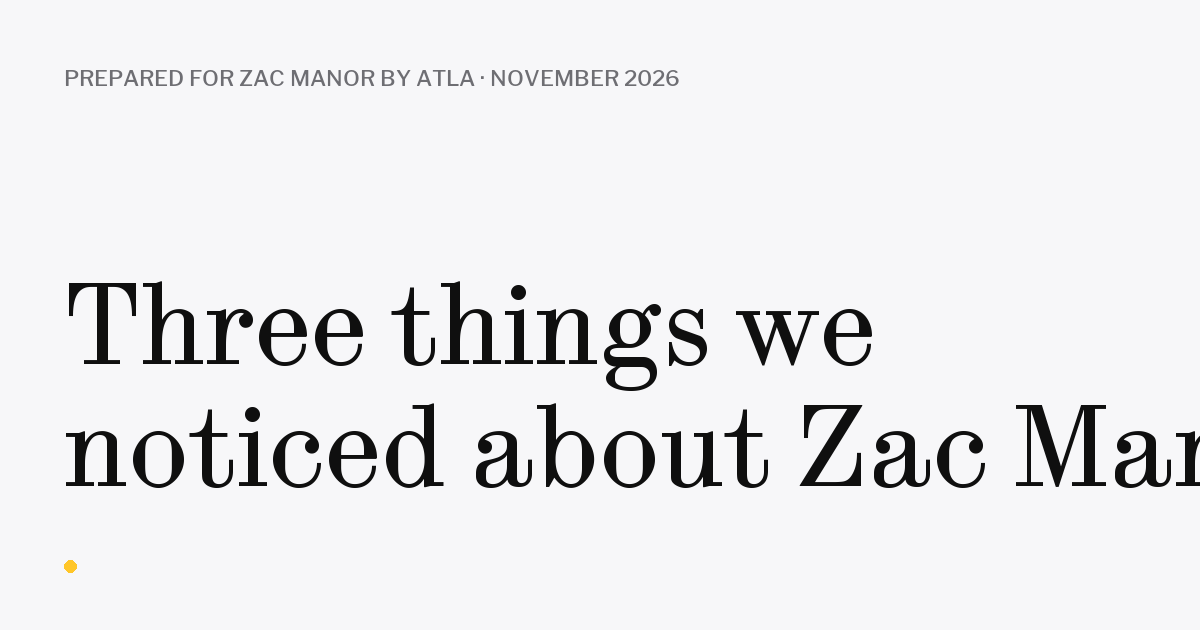 PREPARED FOR ZAC MANOR BY ATLA · NOVEMBER 2026
Three things we
noticed about Zac